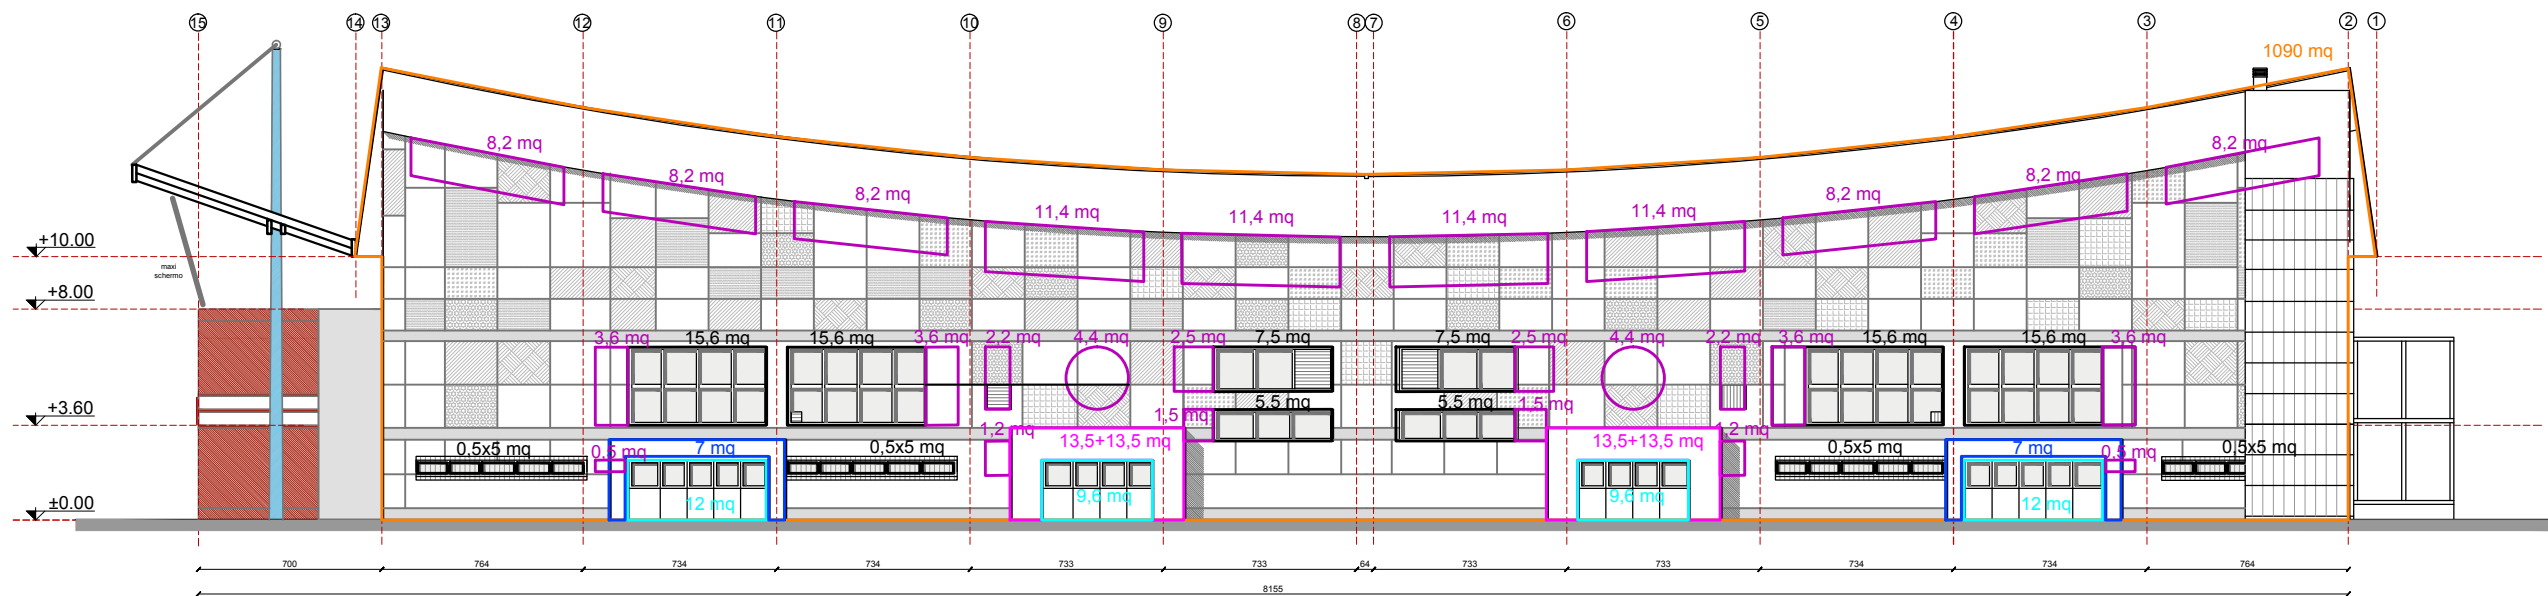 15 14 13 12 11 10 9 8 7 6 5 4 3 2 1
1090 mq
8,2 mq 8,2 mq
8,2 mq 8,2 mq
8,2 mq 8,2 mq
11,4 mq 11,4 mq 11,4 mq 11,4 mq
+10.00
maxi
schermo
+8.00
3,6 mq 15,6 mq 15,6 mq 3,6 mq 2,2 mq 4,4 mq 2,5 mq 7,5 mq 7,5 mq 2,5 mq 4,4 mq 2,2 mq 3,6 mq 15,6 mq 15,6 mq 3,6 mq
+3.60
1,5 mq 5.5 mq 5.5 mq 1,5 mq
1,2 mq 13,5+13,5 mq 13,5+13,5 mq 1,2 mq
0,5x5 mq 0,5 mq 7 mq 0,5x5 mq 0,5x5 mq 7 mq 0,5 mq 0,5x5 mq
±0.00
12 mq 9,6 mq 9,6 mq 12 mq
700 764 734 734 733 733 64 733 733 734 734 764
8155